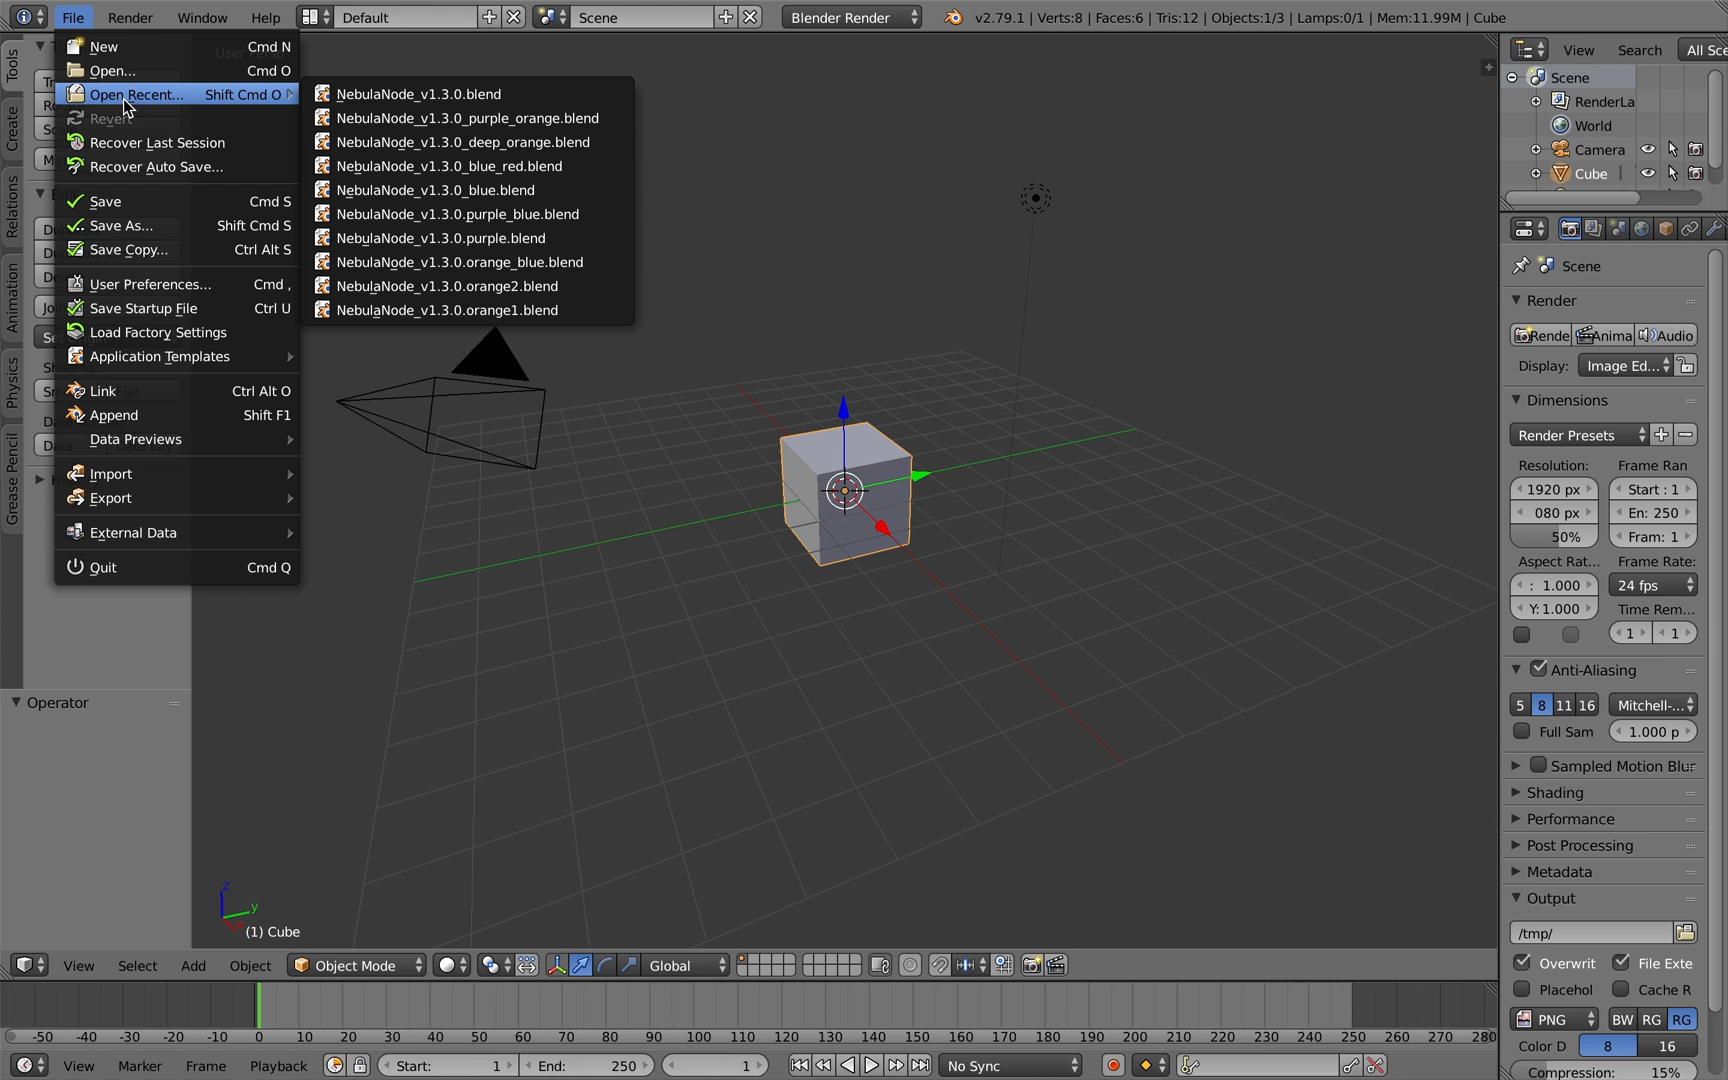 File Render Window Help Default Scene Blender Render v2.79.1 | Verts:8 | Faces:6 | Tris:12 | Objects:1/3 | Lamps:0/1 | Mem:11.99M | Cube
New Cmd N
Open... Cmd O
Open Recent... Shift Cmd O
Revert
Recover Last Session
Recover Auto Save...
Save Cmd S
Save As... Shift Cmd S
Save Copy... Ctrl Alt S
User Preferences... Cmd ,
Save Startup File Ctrl U
Load Factory Settings
Application Templates
Link Ctrl Alt O
Append Shift F1
Data Previews
Import
Export
External Data
Quit Cmd Q
NebulaNode_v1.3.0.blend
NebulaNode_v1.3.0_purple_orange.blend
NebulaNode_v1.3.0_deep_orange.blend
NebulaNode_v1.3.0_blue_red.blend
NebulaNode_v1.3.0_blue.blend
NebulaNode_v1.3.0.purple_blue.blend
NebulaNode_v1.3.0.purple.blend
NebulaNode_v1.3.0.orange_blue.blend
NebulaNode_v1.3.0.orange2.blend
NebulaNode_v1.3.0.orange1.blend
Tools
Create
Relations
Animation
Physics
Grease Pencil
Operator
z
y
(1) Cube
View Search All Sce
Scene
RenderLa
World
Camera
Cube
Scene
Render
Rende Anima Audio
Display: Image Ed...
Dimensions
Render Presets
Resolution: Frame Ran
1920 px Start : 1
080 px En: 250
50% Fram: 1
Aspect Rat... Frame Rate:
: 1.000 24 fps
Y: 1.000 Time Rem...
1 1
Anti-Aliasing
5 8 11 16 Mitchell-...
Full Sam 1.000 p
Sampled Motion Blur
Shading
Performance
Post Processing
Metadata
Output
/tmp/
Overwrit File Exte
Placehol Cache R
PNG BW RG RG
Color D 8 16
Compression: 15%
View Select Add Object Object Mode Global
-50 -40 -30 -20 -10 0 10 20 30 40 50 60 70 80 90 100 110 120 130 140 150 160 170 180 190 200 210 220 230 240 250 260 270 280
View Marker Frame Playback Start: 1 End: 250 1 No Sync